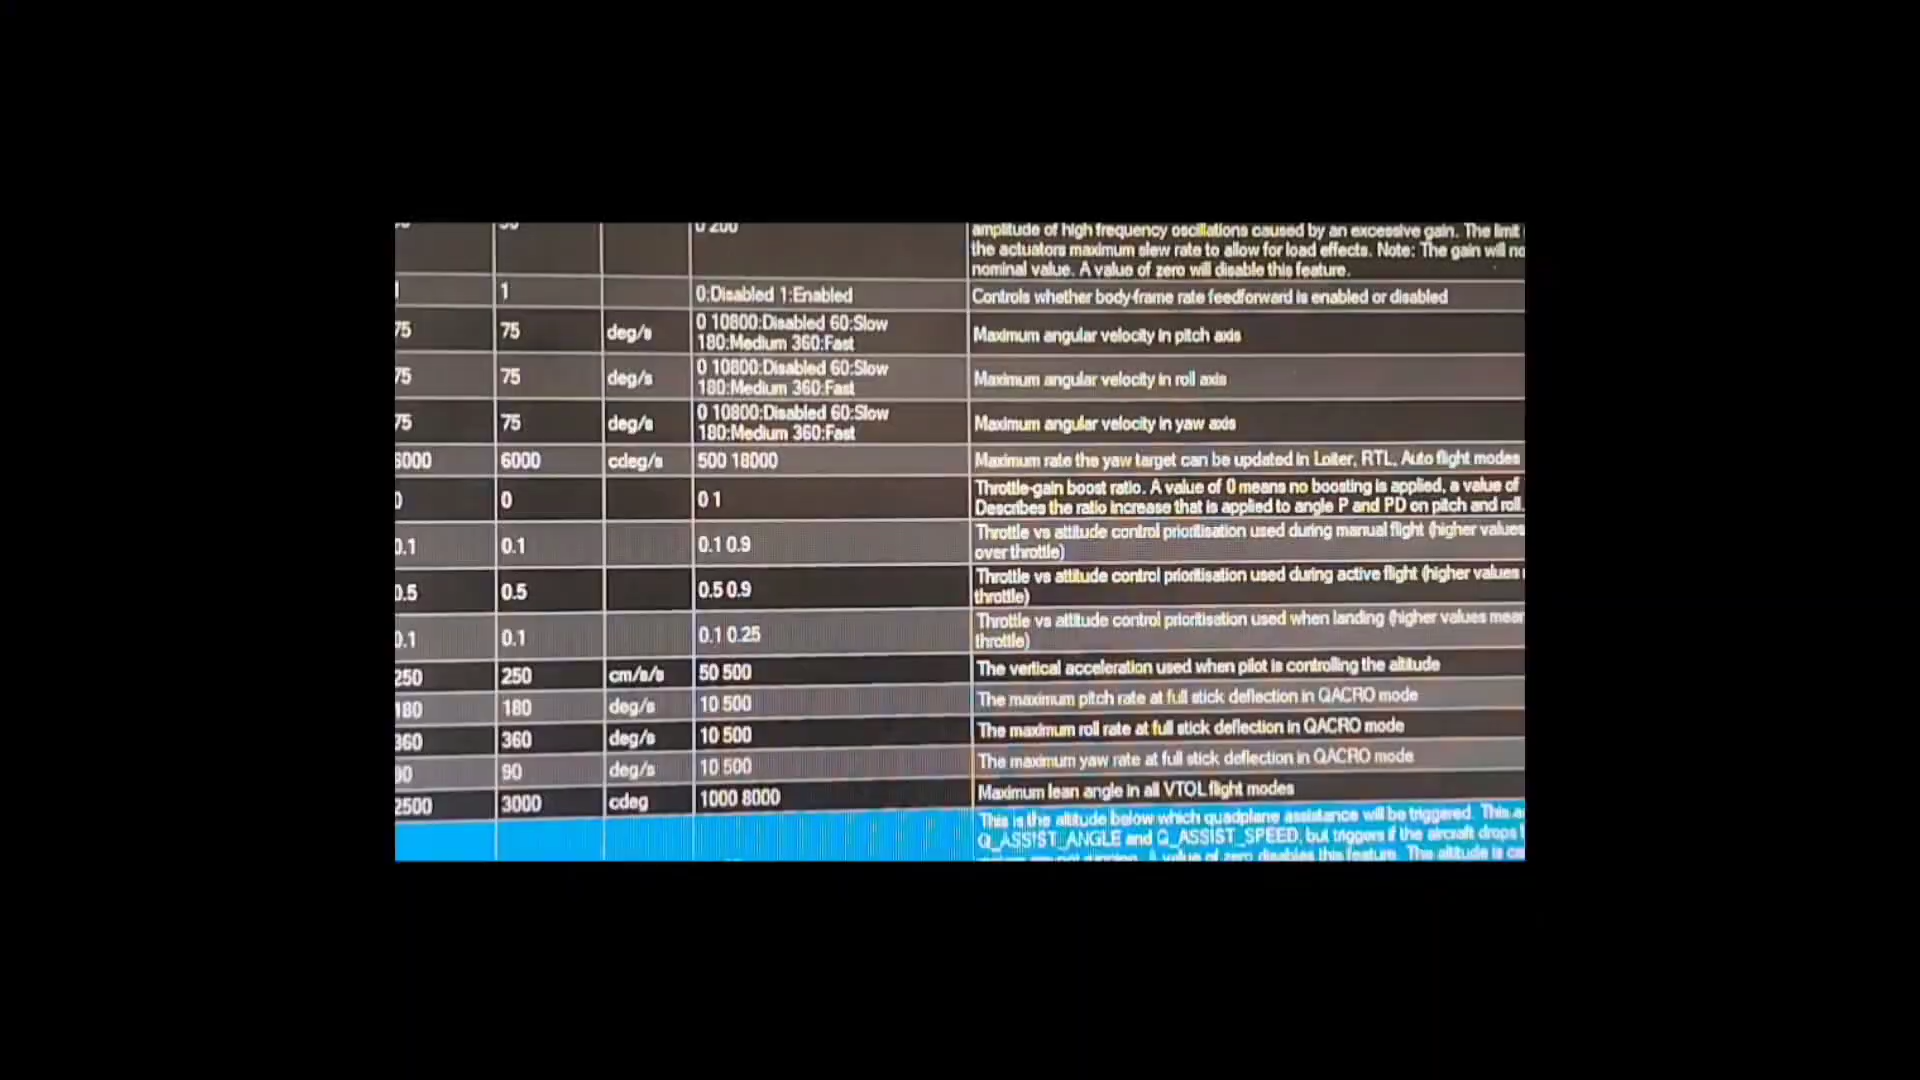 0 200
amplitude of high frequency oscillations caused by an excessive gain. The limit
the actuators maximum slew rate to allow for load effects. Note: The gain will
nominal value. A value of zero will disable this feature.
1 0:Disabled 1:Enabled Controls whether body-frame rate feedforward is enabled or disabled
75 75 deg/s 0 10800:Disabled 60:Slow
180:Medium 360:Fast Maximum angular velocity in pitch axis
75 75 deg/s 0 10800:Disabled 60:Slow
180:Medium 360:Fast Maximum angular velocity in roll axis
75 75 deg/s 0 10800:Disabled 60:Slow
180:Medium 360:Fast Maximum angular velocity in yaw axis
6000 6000 cdeg/s 500 18000 Maximum rate the yaw target can be updated in Loiter, RTL, Auto flight modes
0 0 0 1 Throttle-gain boost ratio. A value of 0 means no boosting is applied, a value of
Describes the ratio increase that is applied to angle P and PD on pitch and roll.
0.1 0.1 0.1 0.9 Throttle vs attitude control prioritisation used during manual flight (higher values
over throttle)
0.5 0.5 0.5 0.9 Throttle vs attitude control prioritisation used during active flight (higher values
throttle)
0.1 0.1 0.1 0.25 Throttle vs attitude control prioritisation used when landing (higher values mean
throttle)
250 250 cm/s/s 50 500 The vertical acceleration used when pilot is controlling the altitude
180 180 deg/s 10 500 The maximum pitch rate at full stick deflection in QACRO mode
360 360 deg/s 10 500 The maximum roll rate at full stick deflection in QACRO mode
90 90 deg/s 10 500 The maximum yaw rate at full stick deflection in QACRO mode
2500 3000 cdeg 1000 8000 Maximum lean angle in all VTOL flight modes
This is the altitude below which quadplane assistance will be triggered. This
Q_ASSIST_ANGLE and Q_ASSIST_SPEED, but triggers if the aircraft drops
running. A value of zero disables this feature. The altitude is